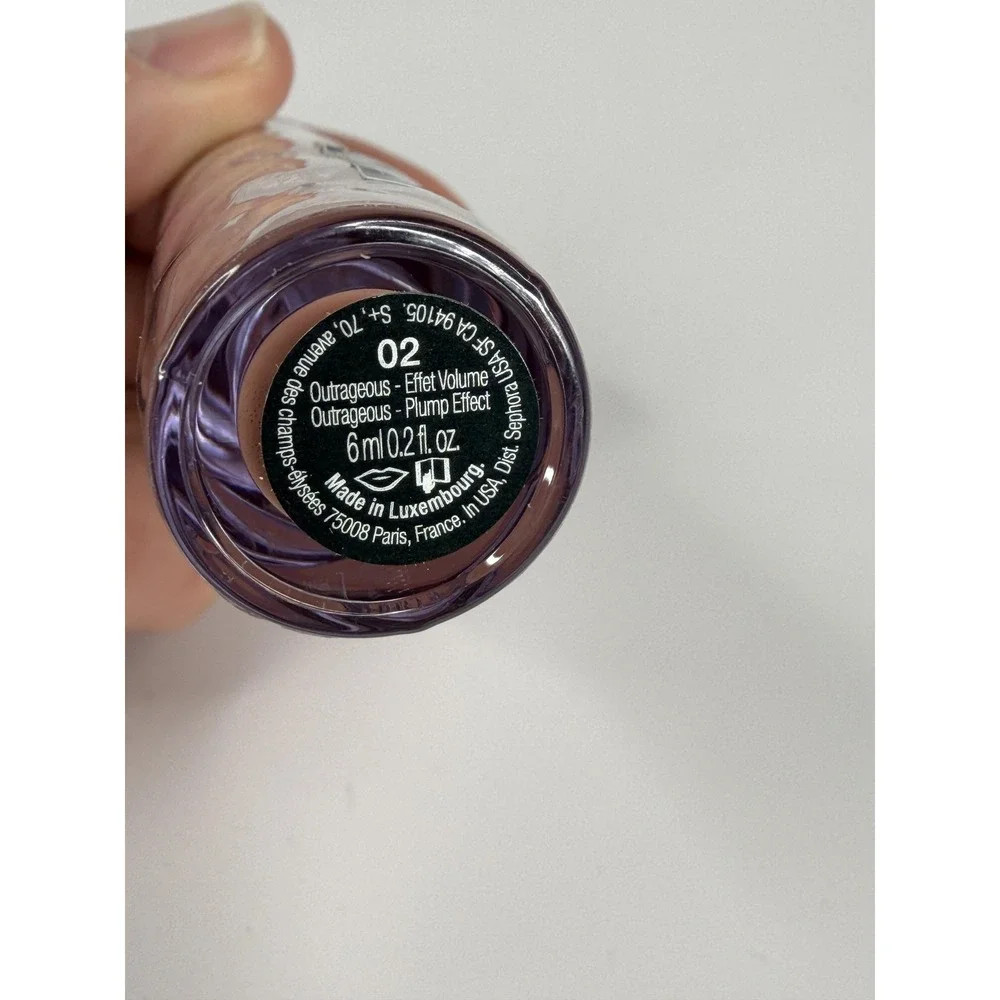 02
Outrageous - Effet Volume
Outrageous - Plump Effect
6 ml 0.2 fl. oz.
Made in Luxembourg.
S+, 70, avenue des champs-élysées 75008 Paris, France. In USA Dist. Sephora USA SF CA 94105.